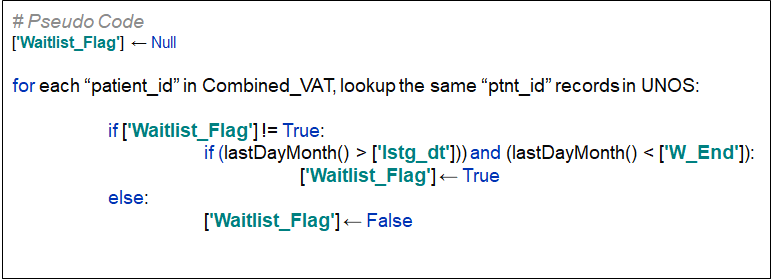 # Pseudo Code
['Waitlist_Flag'] ← Null
for each “patient_id” in Combined_VAT, lookup the same “ptnt_id” records in UNOS:
if ['Waitlist_Flag'] != True:
if (lastDayMonth() > ['lstg_dt'])) and (lastDayMonth() < ['W_End']):
['Waitlist_Flag'] ← True
else:
['Waitlist_Flag'] ← False